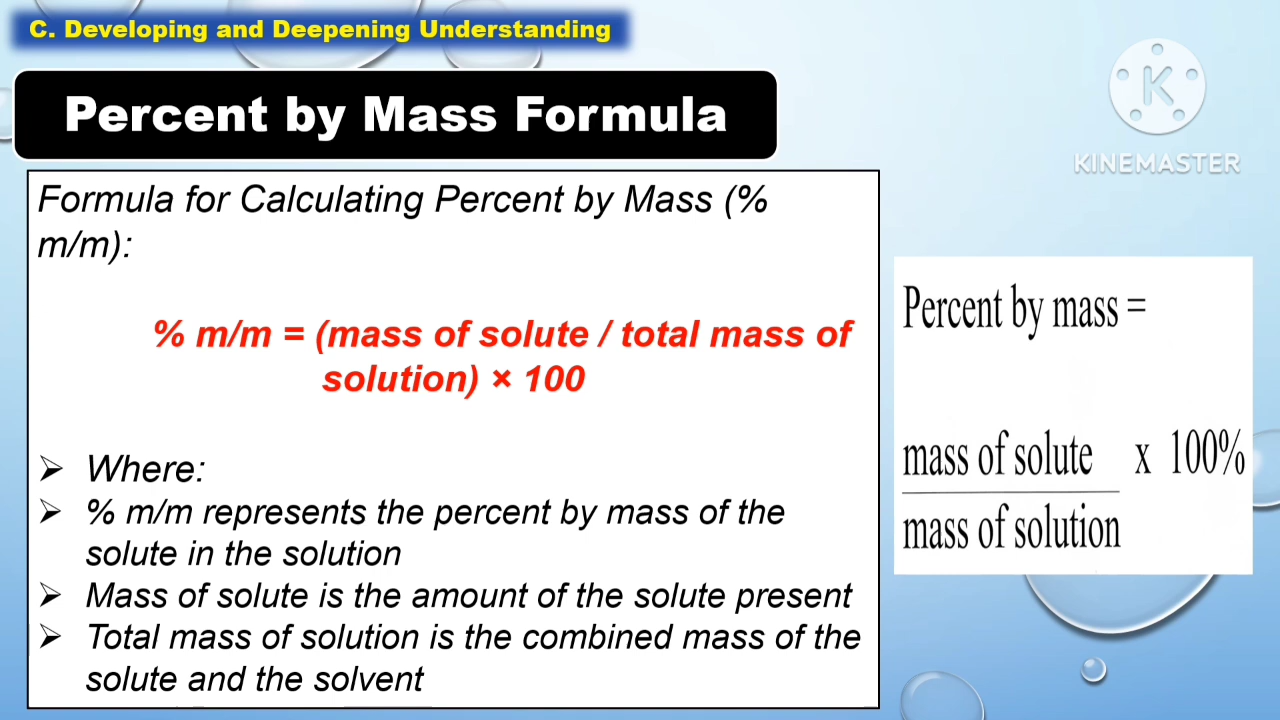 C. Developing and Deepening Understanding
Percent by Mass Formula
K
KINEMASTER
Formula for Calculating Percent by Mass (%
m/m):
% m/m = (mass of solute / total mass of
solution) × 100
➢ Where:
➢ % m/m represents the percent by mass of the
solute in the solution
➢ Mass of solute is the amount of the solute present
➢ Total mass of solution is the combined mass of the
solute and the solvent
Percent by mass =
mass of solute x 100%
mass of solution